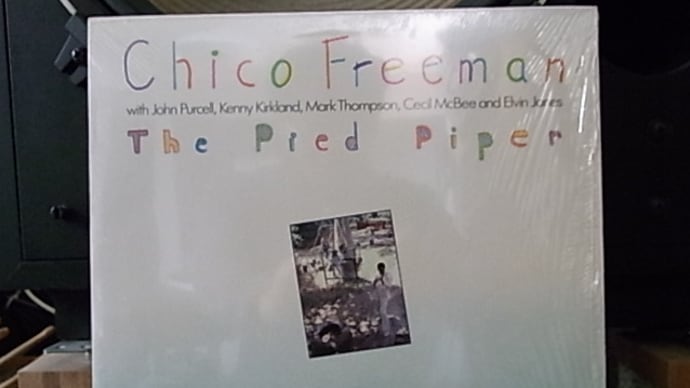 Chico Freeman
with John Purcell, Kenny Kirkland, Mark Thompson, Cecil McBee and Elvin Jones
The Pied Piper